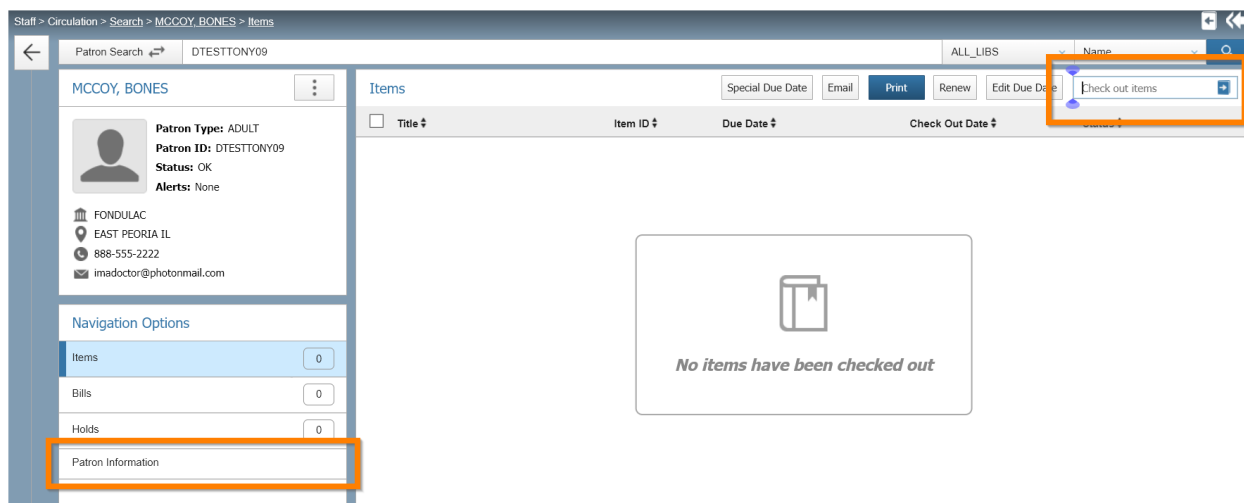 Staff > Circulation > Search > MCCOY, BONES > Items
Patron Search DTESTTONY09 ALL_LIBS Name
MCCOY, BONES
Patron Type: ADULT
Patron ID: DTESTTONY09
Status: OK
Alerts: None
FONDULAC
EAST PEORIA IL
888-555-2222
imadoctor@photonmail.com
Navigation Options
Items 0
Bills 0
Holds 0
Patron Information
Items Special Due Date Email Print Renew Edit Due Date Check out items
Title Item ID Due Date Check Out Date Status
No items have been checked out